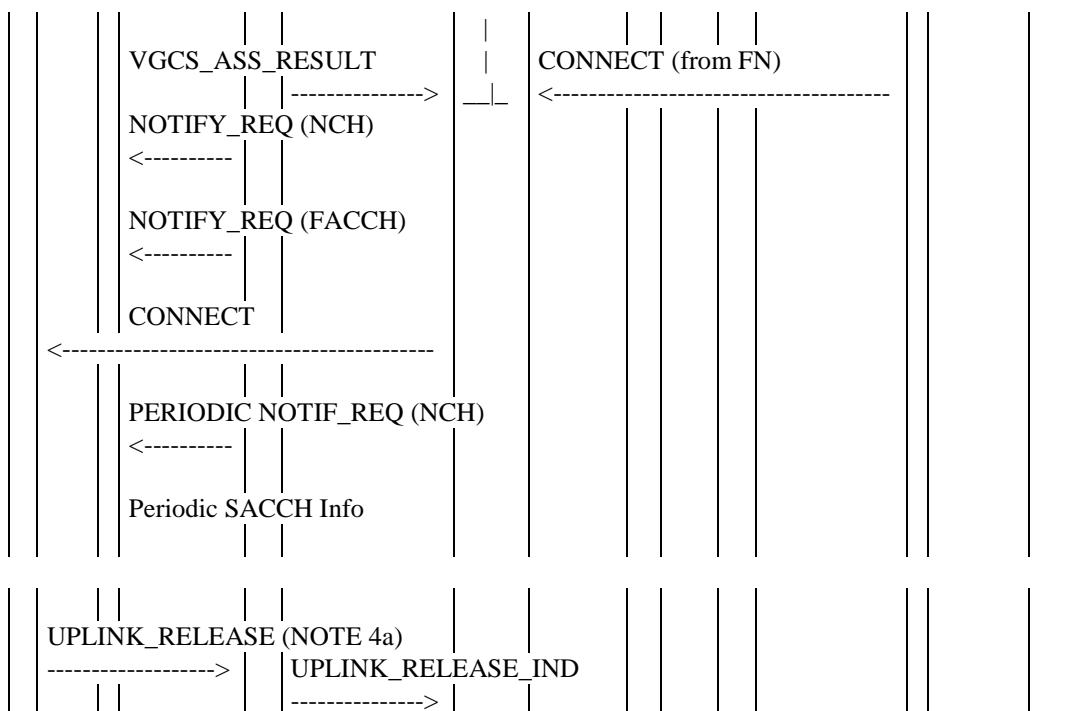 VGCS_ASS_RESULT CONNECT (from FN)
---------------> __|_ <--------------------------------------
NOTIFY_REQ (NCH)
<----------
NOTIFY_REQ (FACCH)
<----------
CONNECT
<------------------------------------------
PERIODIC NOTIF_REQ (NCH)
<----------
Periodic SACCH Info
UPLINK_RELEASE (NOTE 4a)
-------------------> UPLINK_RELEASE_IND
--------------->